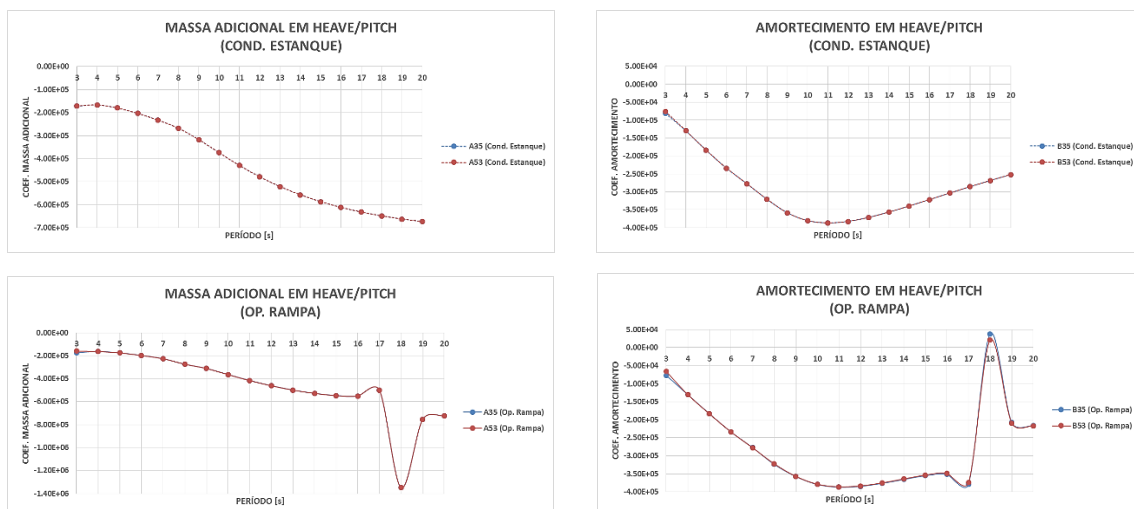 MASSA ADICIONAL EM HEAVE/PITCH
(COND. ESTANQUE)
0.00E+00
3 4 5 6 7 8 9 10 11 12 13 14 15 16 17 18 19 20
-1.00E+05
-2.00E+05
-3.00E+05
-4.00E+05
-5.00E+05
-6.00E+05
-7.00E+05
COEF. MASSA ADICIONAL
PERÍODO [s]
A35 (Cond. Estanque)
A53 (Cond. Estanque)
AMORTECIMENTO EM HEAVE/PITCH
(COND. ESTANQUE)
5.00E+04
0.00E+00
3 4 5 6 7 8 9 10 11 12 13 14 15 16 17 18 19 20
-5.00E+04
-1.00E+05
-1.50E+05
-2.00E+05
-2.50E+05
-3.00E+05
-3.50E+05
-4.00E+05
COEF. AMORTECIMENTO
PERÍODO [s]
B35 (Cond. Estanque)
B53 (Cond. Estanque)
MASSA ADICIONAL EM HEAVE/PITCH
(OP. RAMPA)
0.00E+00
3 4 5 6 7 8 9 10 11 12 13 14 15 16 17 18 19 20
-2.00E+05
-4.00E+05
-6.00E+05
-8.00E+05
-1.00E+06
-1.20E+06
-1.40E+06
COEF. MASSA ADICIONAL
PERÍODO [s]
A35 (Op. Rampa)
A53 (Op. Rampa)
AMORTECIMENTO EM HEAVE/PITCH
(OP. RAMPA)
5.00E+04
0.00E+00
3 4 5 6 7 8 9 10 11 12 13 14 15 16 17 18 19 20
-5.00E+04
-1.00E+05
-1.50E+05
-2.00E+05
-2.50E+05
-3.00E+05
-3.50E+05
-4.00E+05
COEF. AMORTECIMENTO
PERÍODO [s]
B35 (Op. Rampa)
B53 (Op. Rampa)